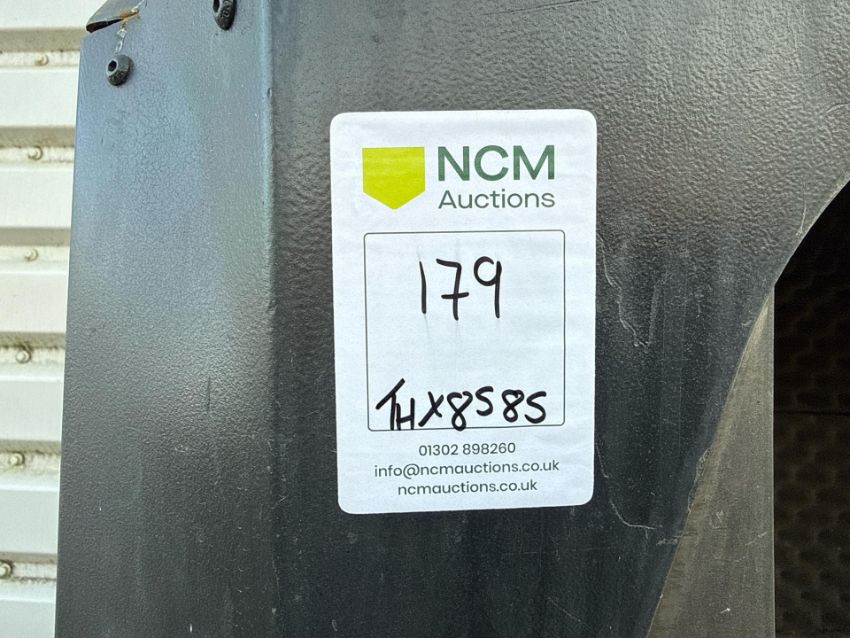 NCM
Auctions
179
THX8585
01302 898260
info@ncmauctions.co.uk
ncmauctions.co.uk